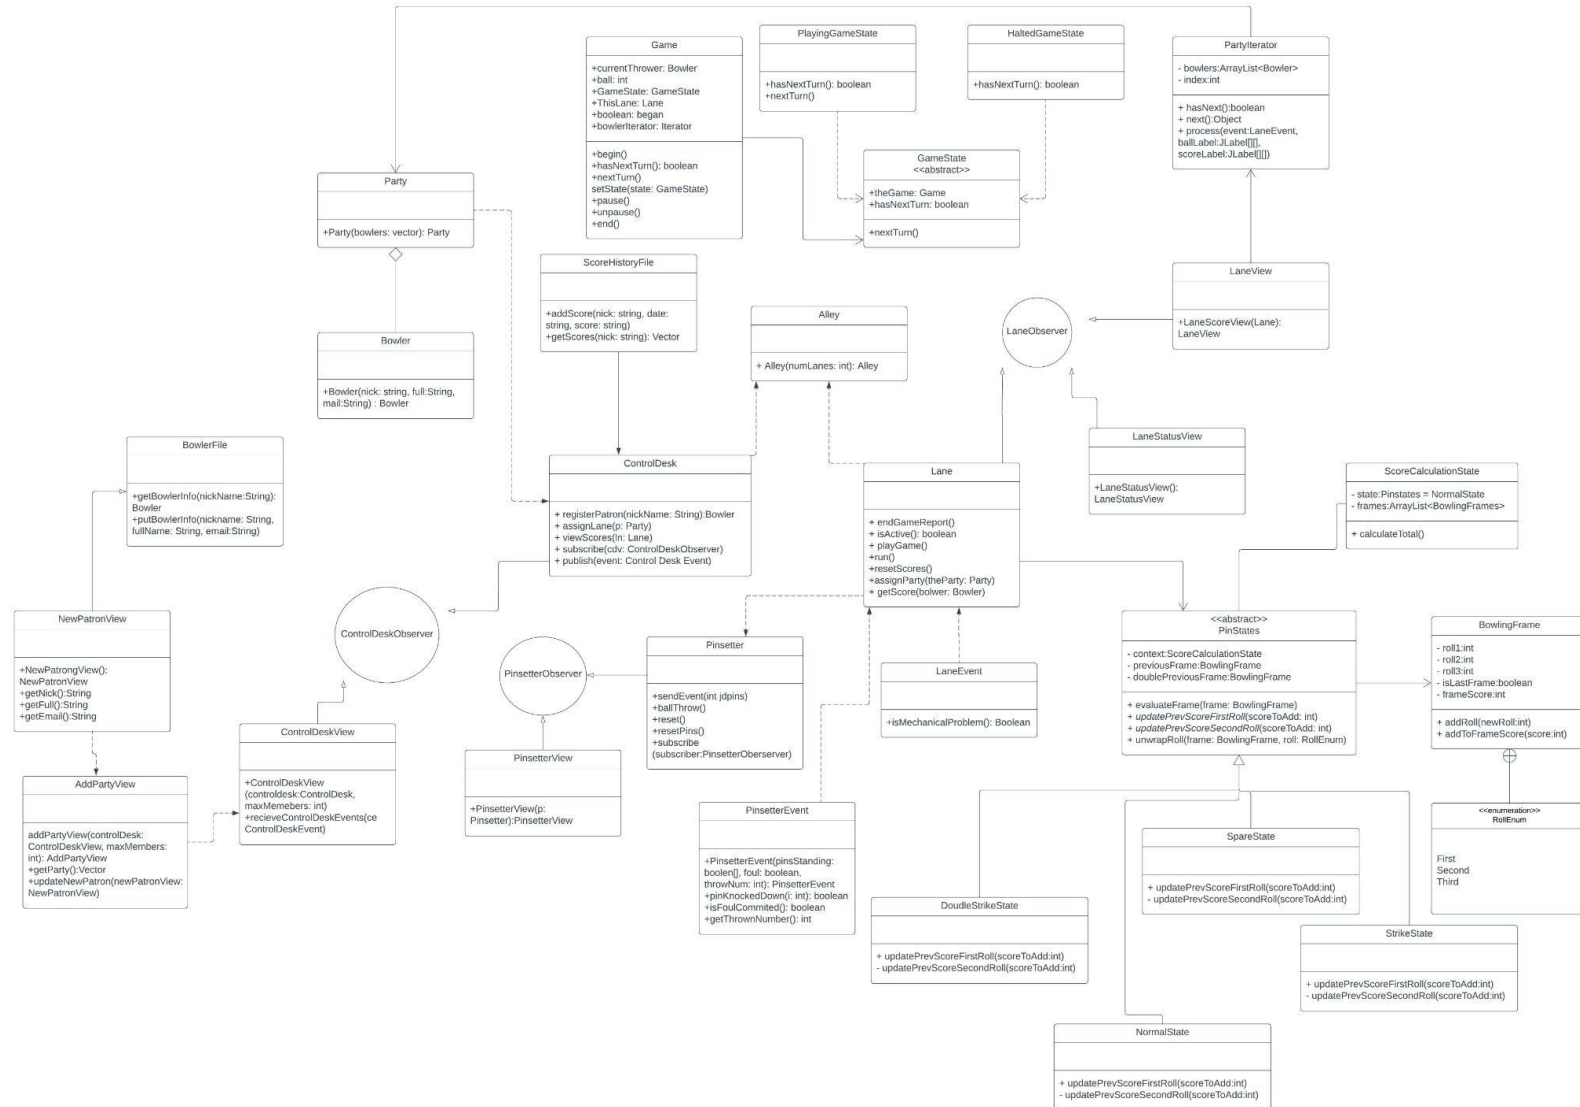 Game
+currentThrower: Bowler
+ball: int
+GameState: GameState
+ThisLane: Lane
+boolean: began
+bowlerIterator: Iterator
+begin()
+hasNextTurn(): boolean
+nextTurn()
setState(state: GameState)
+pause()
+unpause()
+end()
PlayingGameState
+hasNextTurn(): boolean
+nextTurn()
HaltedGameState
+hasNextTurn(): boolean
PartyIterator
- bowlers:ArrayList<Bowler>
- index:int
+ hasNext():boolean
+ next():Object
+ process(event:LaneEvent,
ballLabel:JLabel[][],
scoreLabel:JLabel[][])
GameState
<<abstract>>
+theGame: Game
+hasNextTurn: boolean
+nextTurn()
Party
+Party(bowlers: vector): Party
ScoreHistoryFile
+addScore(nick: string, date:
string, score: string)
+getScores(nick: string): Vector
LaneView
+LaneScoreView(Lane):
LaneView
Alley
+ Alley(numLanes: int): Alley
LaneObserver
Bowler
+Bowler(nick: string, full:String,
mail:String) : Bowler
LaneStatusView
+LaneStatusView():
LaneStatusView
BowlerFile
+getBowlerInfo(nickName:String):
Bowler
+putBowlerInfo(nickname: String,
fullName: String, email:String)
ControlDesk
+ registerPatron(nickName: String):Bowler
+ assignLane(p: Party)
+ viewScores(ln: Lane)
+ subscribe(cdv: ControlDeskObserver)
+ publish(event: Control Desk Event)
Lane
+ endGameReport()
+ isActive(): boolean
+ playGame()
+run()
+resetScores()
+assignParty(theParty: Party)
+ getScore(bolwer: Bowler)
ScoreCalculationState
- state:Pinstates = NormalState
- frames:ArrayList<BowlingFrames>
+ calculateTotal()
NewPatronView
+NewPatrongView():
NewPatronView
+getNick():String
+getFull():String
+getEmail():String
ControlDeskObserver
PinsetterObserver
Pinsetter
+sendEvent(int jdpins)
+ballThrow()
+reset()
+resetPins()
+subscribe
(subscriber:PinsetterOberserver)
LaneEvent
+isMechanicalProblem(): Boolean
<<abstract>>
PinStates
- context:ScoreCalculationState
- previousFrame:BowlingFrame
- doublePreviousFrame:BowlingFrame
+ evaluateFrame(frame: BowlingFrame)
+ updatePrevScoreFirstRoll(scoreToAdd: int)
+ updatePrevScoreSecondRoll(scoreToAdd: int)
+ unwrapRoll(frame: BowlingFrame, roll: RollEnum)
BowlingFrame
- roll1:int
- roll2:int
- roll3:int
- isLastFrame:boolean
- frameScore:int
+ addRoll(newRoll:int)
+ addToFrameScore(score:int)
ControlDeskView
+ControlDeskView
(controldesk:ControlDesk,
maxMemebers: int)
+recieveControlDeskEvents(ce
ControlDeskEvent)
AddPartyView
addPartyView(controlDesk:
ControlDeskView, maxMembers:
int): AddPartyView
+getParty():Vector
+updateNewPatron(newPatronView:
NewPatronView)
PinsetterView
+PinsetterView(p:
Pinsetter):PinsetterView
PinsetterEvent
+PinsetterEvent(pinsStanding:
boolen[], foul: boolean,
throwNum: int): PinsetterEvent
+pinKnockedDown(i: int): boolean
+isFoulCommited(): boolean
+getThrownNumber(): int
<<enumeration>>
RollEnum
First
Second
Third
SpareState
+ updatePrevScoreFirstRoll(scoreToAdd:int)
- updatePrevScoreSecondRoll(scoreToAdd:int)
DoudleStrikeState
+ updatePrevScoreFirstRoll(scoreToAdd:int)
- updatePrevScoreSecondRoll(scoreToAdd:int)
StrikeState
+ updatePrevScoreFirstRoll(scoreToAdd:int)
- updatePrevScoreSecondRoll(scoreToAdd:int)
NormalState
+ updatePrevScoreFirstRoll(scoreToAdd:int)
- updatePrevScoreSecondRoll(scoreToAdd:int)